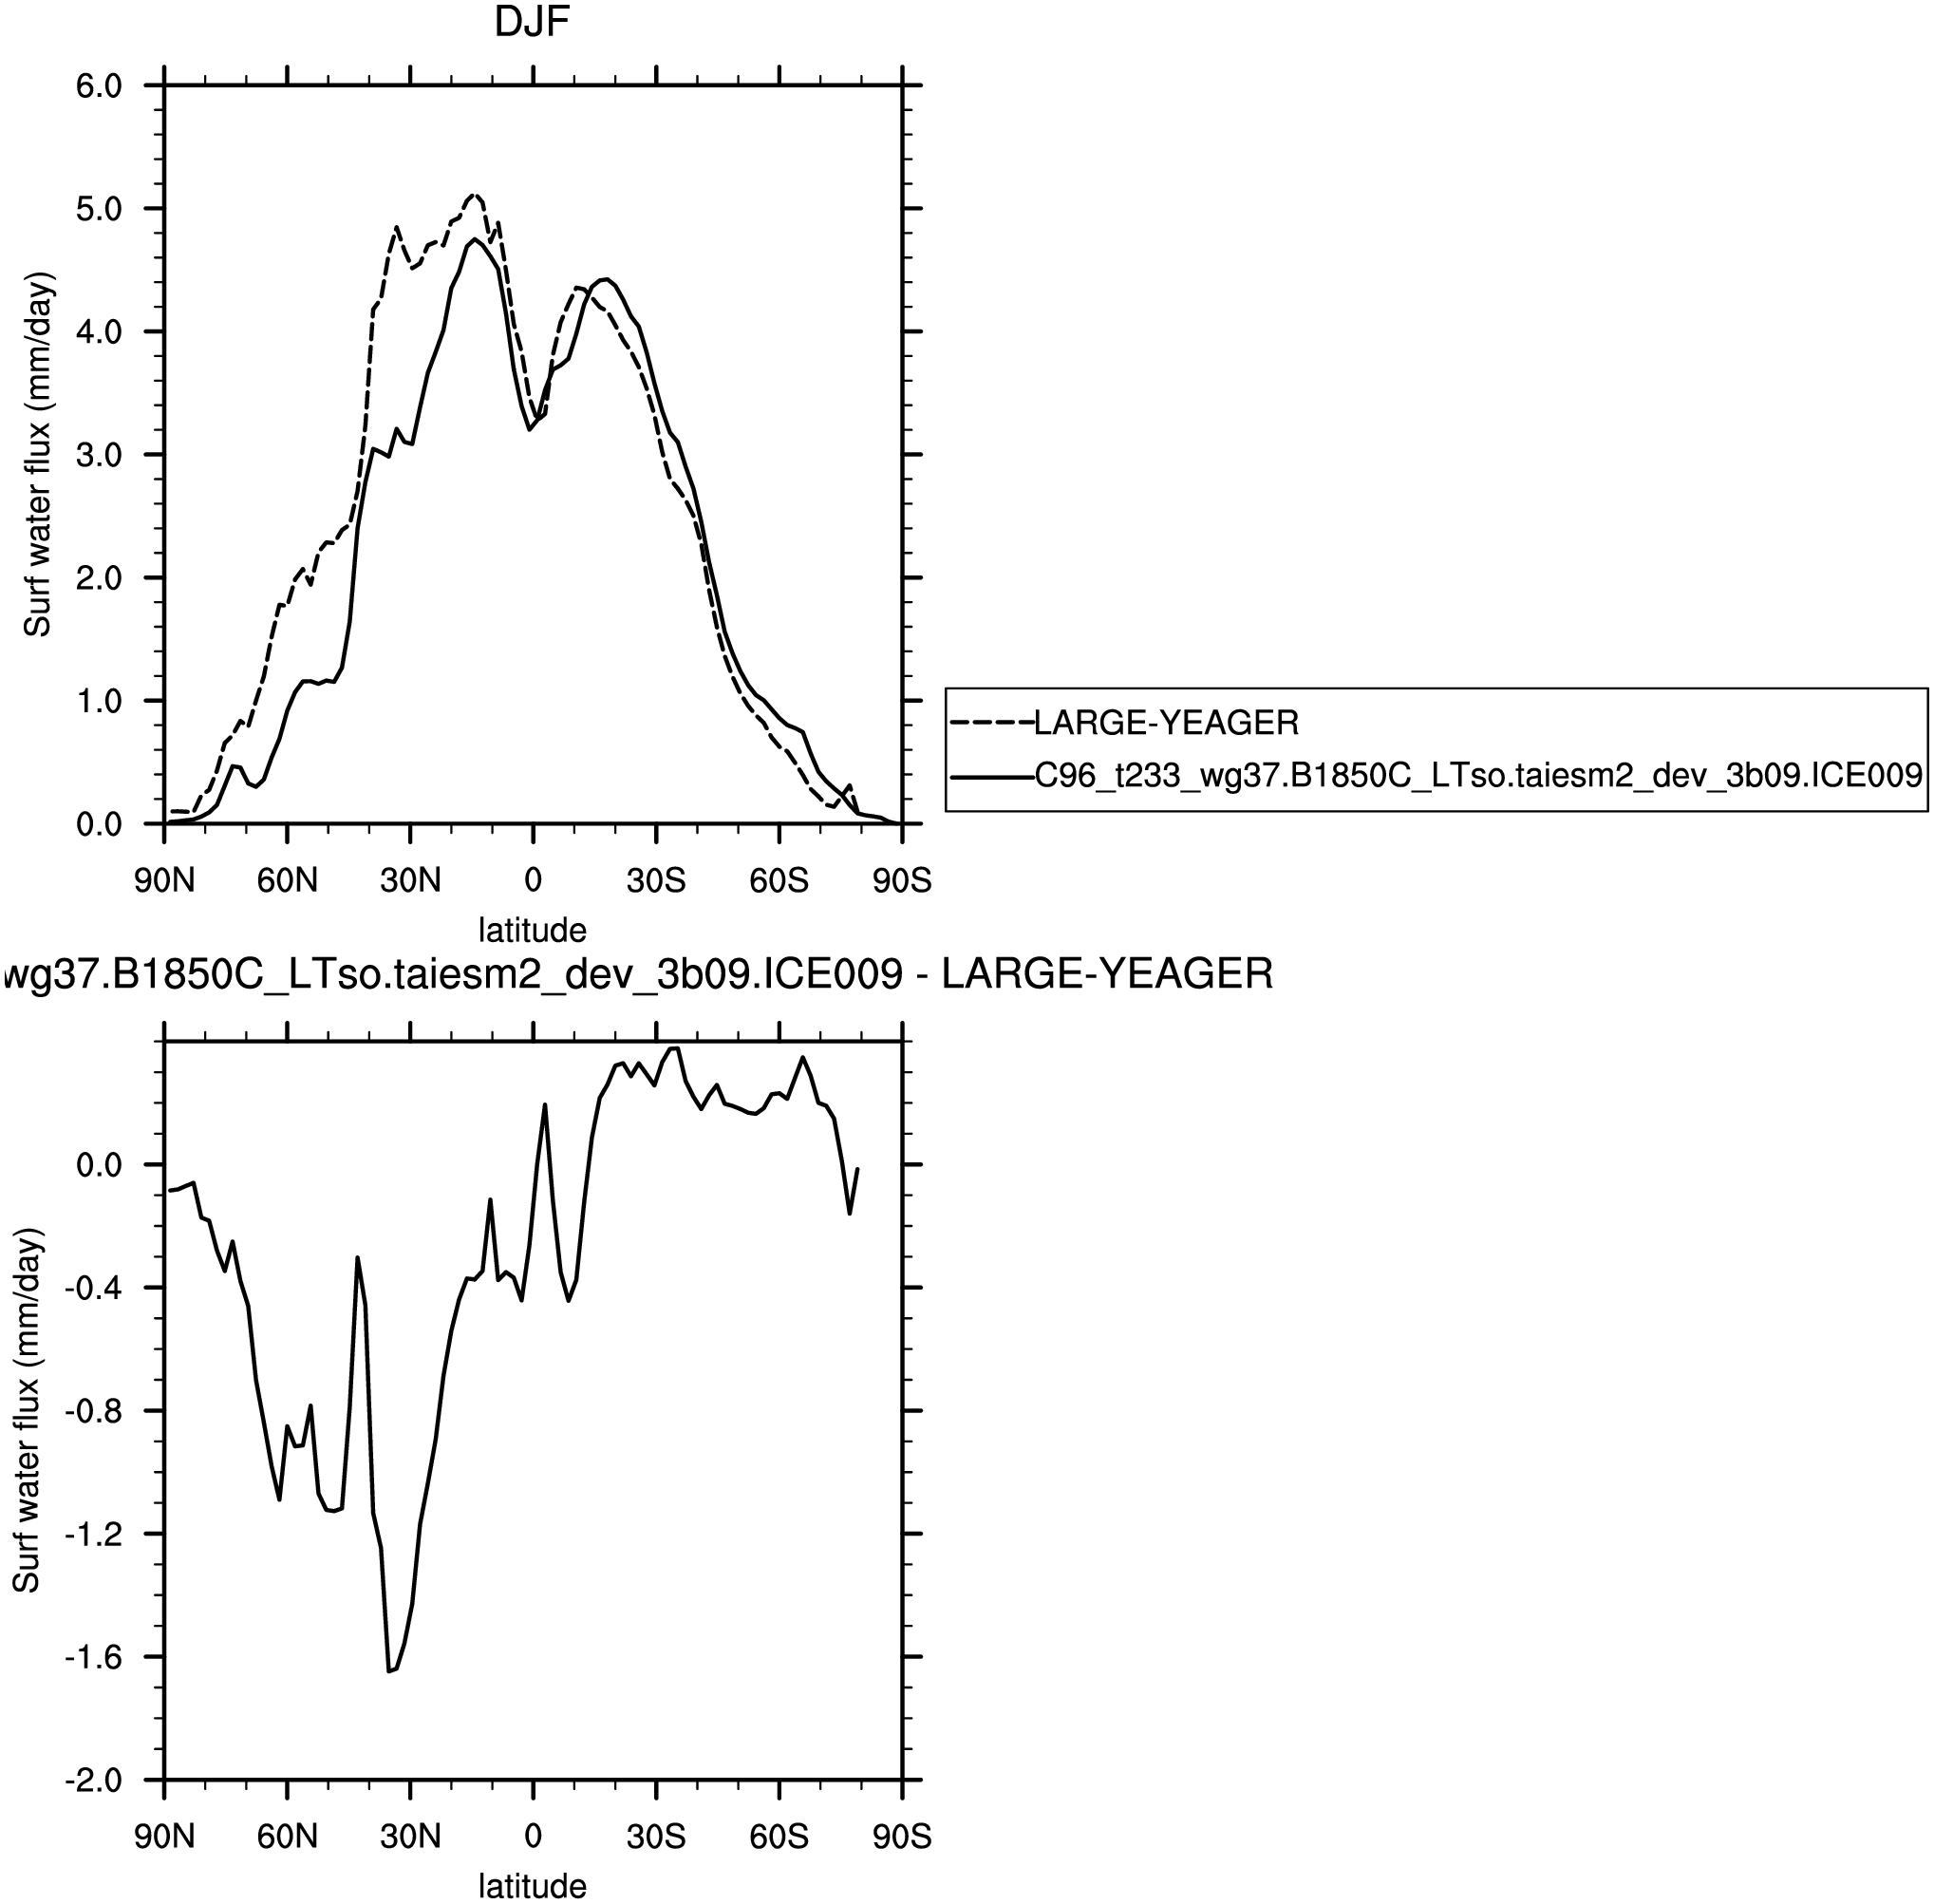 DJF
6.0
5.0
4.0
3.0
2.0
1.0
0.0
Surf water flux (mm/day)
90N 60N 30N 0 30S 60S 90S
latitude
LARGE-YEAGER
C96_t233_wg37.B1850C_LTso.taiesm2_dev_3b09.ICE009
wg37.B1850C_LTso.taiesm2_dev_3b09.ICE009 - LARGE-YEAGER
0.0
-0.4
-0.8
-1.2
-1.6
-2.0
Surf water flux (mm/day)
90N 60N 30N 0 30S 60S 90S
latitude